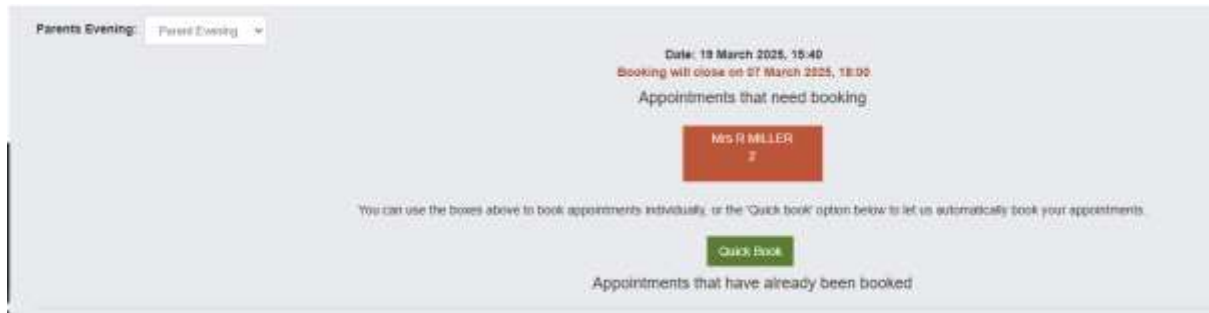 Parents Evening: Parent Evening
Date: 19 March 2025, 15:40
Booking will close on 07 March 2025, 18:00
Appointments that need booking
Mrs R MILLER
2
You can use the boxes above to book appointments individually, or the 'Quick book' option below to let us automatically book your appointments.
Quick Book
Appointments that have already been booked